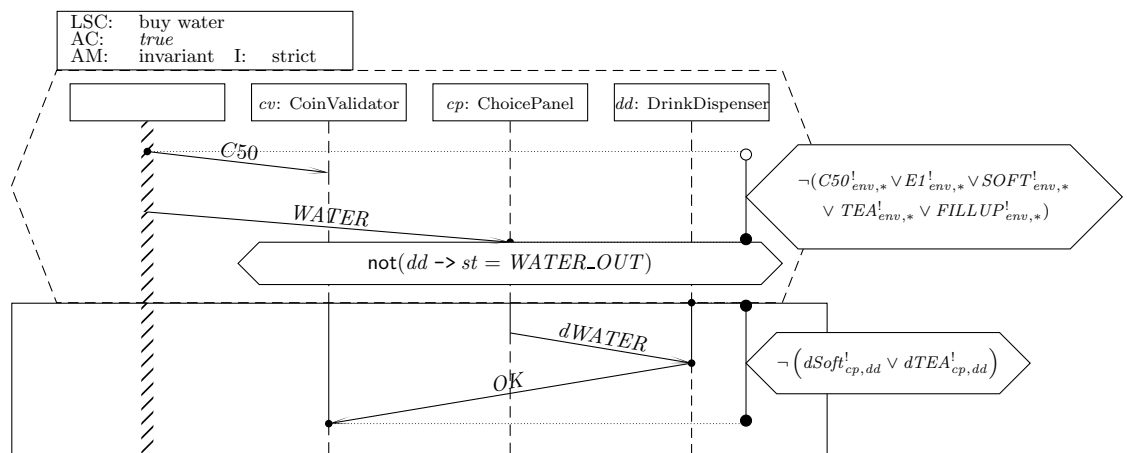 LSC: buy water
AC: true
AM: invariant I: strict
cv: CoinValidator
cp: ChoicePanel
dd: DrinkDispenser
C50
¬(C50!env,∗ ∨ E1!env,∗ ∨ SOFT!env,∗
∨ TEA!env,∗ ∨ FILLUP!env,∗)
WATER
not(dd -> st = WATER_OUT)
dWATER
¬(dSoft!cp,dd ∨ dTEA!cp,dd)
OK